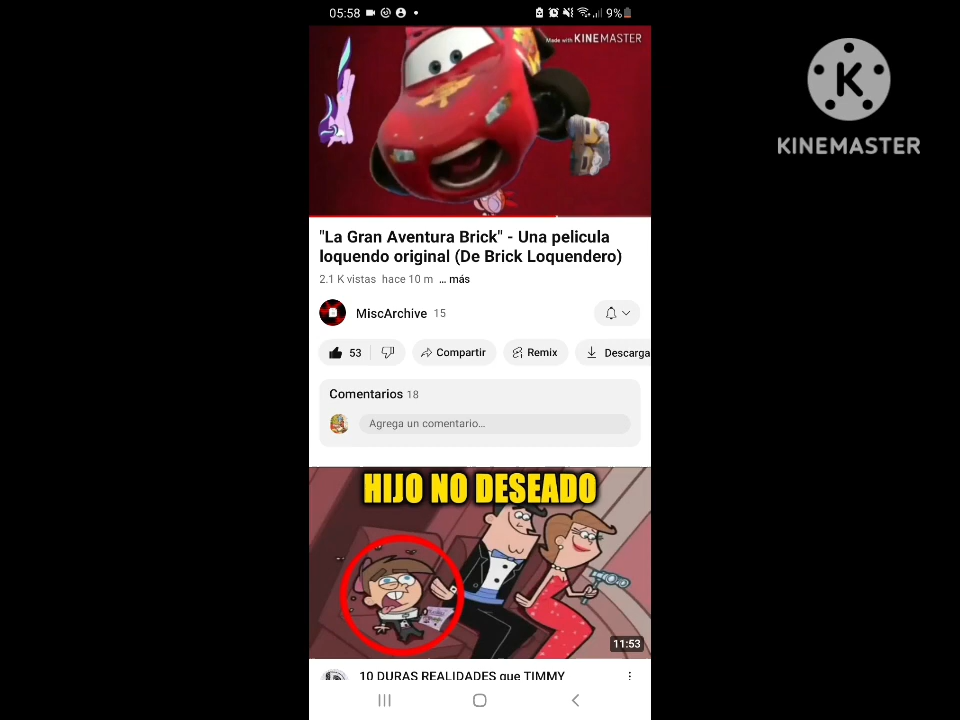 05:58
9%
Made with KINEMASTER
KINEMASTER
"La Gran Aventura Brick" - Una pelicula
loquendo original (De Brick Loquendero)
2.1 K vistas hace 10 m ... más
MiscArchive 15
53
Compartir
Remix
Descarga
Comentarios 18
Agrega un comentario...
HIJO NO DESEADO
11:53
10 DURAS REALIDADES que TIMMY